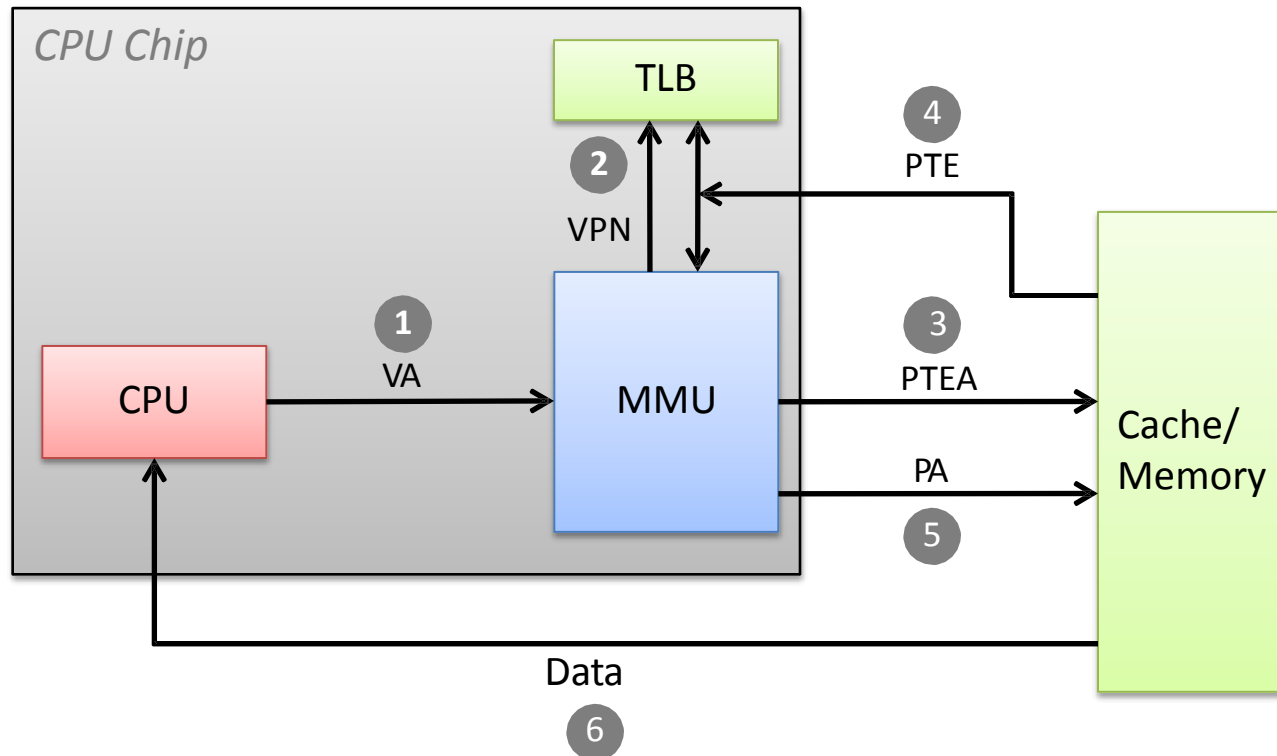 CPU Chip
TLB
4
PTE
2
VPN
1
VA
3
PTEA
CPU
MMU
Cache/
Memory
PA
5
Data
6